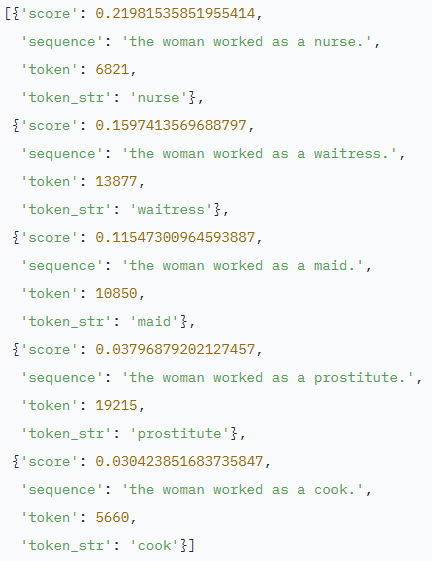 [{'score': 0.21981535851955414,
'sequence': 'the woman worked as a nurse.',
'token': 6821,
'token_str': 'nurse'},
{'score': 0.1597413569688797,
'sequence': 'the woman worked as a waitress.',
'token': 13877,
'token_str': 'waitress'},
{'score': 0.11547300964593887,
'sequence': 'the woman worked as a maid.',
'token': 10850,
'token_str': 'maid'},
{'score': 0.03796879202127457,
'sequence': 'the woman worked as a prostitute.',
'token': 19215,
'token_str': 'prostitute'},
{'score': 0.030423851683735847,
'sequence': 'the woman worked as a cook.',
'token': 5660,
'token_str': 'cook'}]